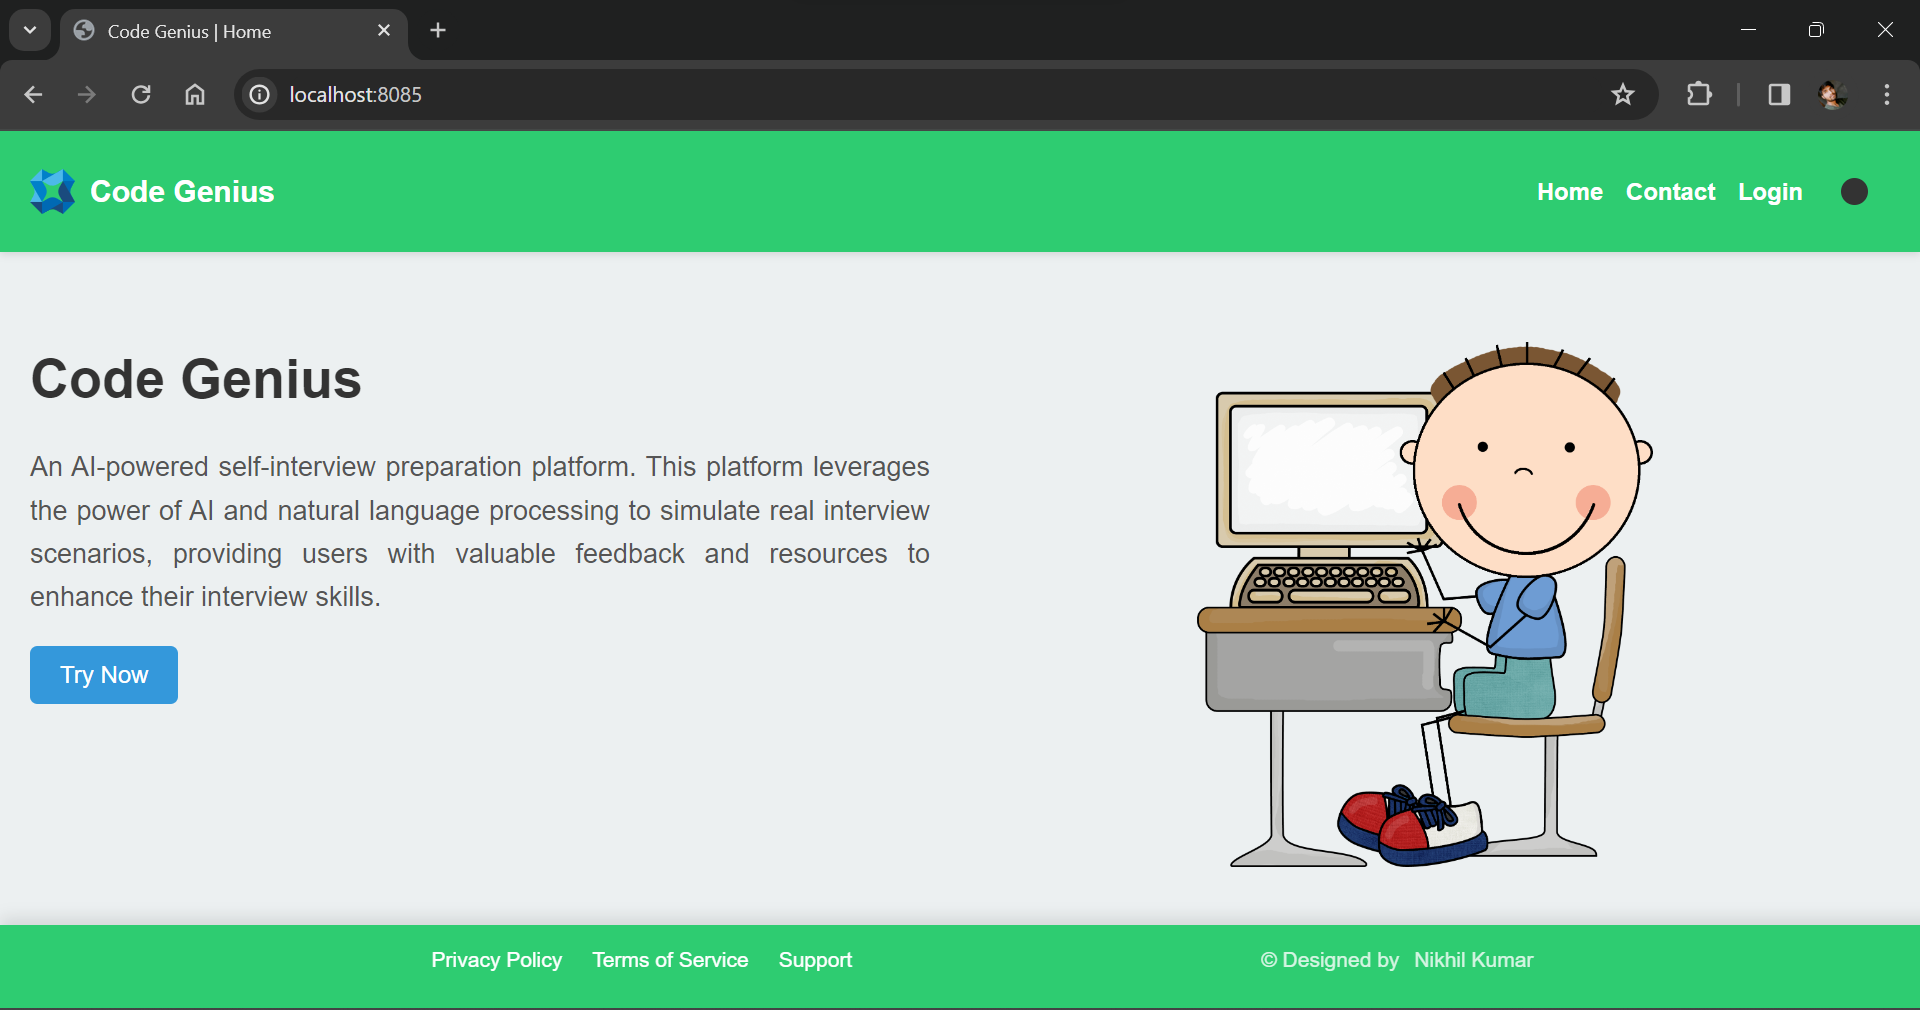 Code Genius | Home
localhost:8085
Code Genius
Home Contact Login
Code Genius
An AI-powered self-interview preparation platform. This platform leverages
the power of AI and natural language processing to simulate real interview
scenarios, providing users with valuable feedback and resources to
enhance their interview skills.
Try Now
Privacy Policy Terms of Service Support
© Designed by Nikhil Kumar